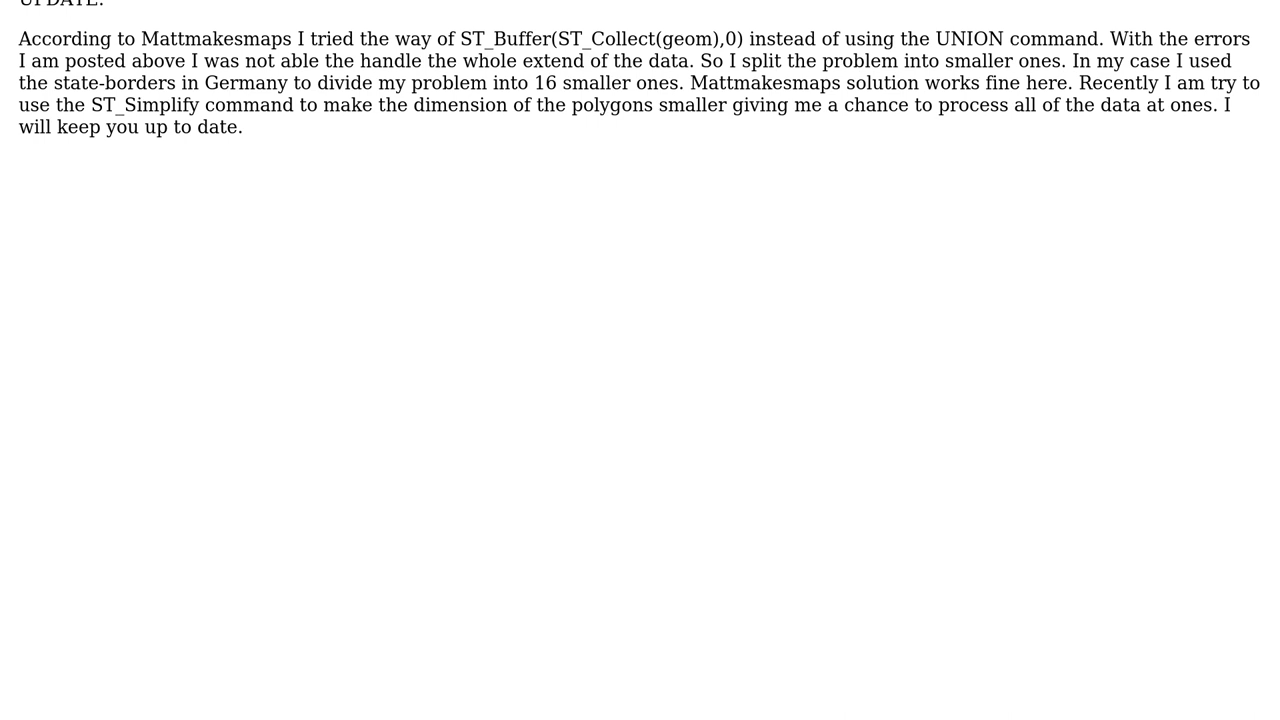 UPDATE:
According to Mattmakesmaps I tried the way of ST_Buffer(ST_Collect(geom),0) instead of using the UNION command. With the errors
I am posted above I was not able the handle the whole extend of the data. So I split the problem into smaller ones. In my case I used
the state-borders in Germany to divide my problem into 16 smaller ones. Mattmakesmaps solution works fine here. Recently I am try to
use the ST_Simplify command to make the dimension of the polygons smaller giving me a chance to process all of the data at ones. I
will keep you up to date.